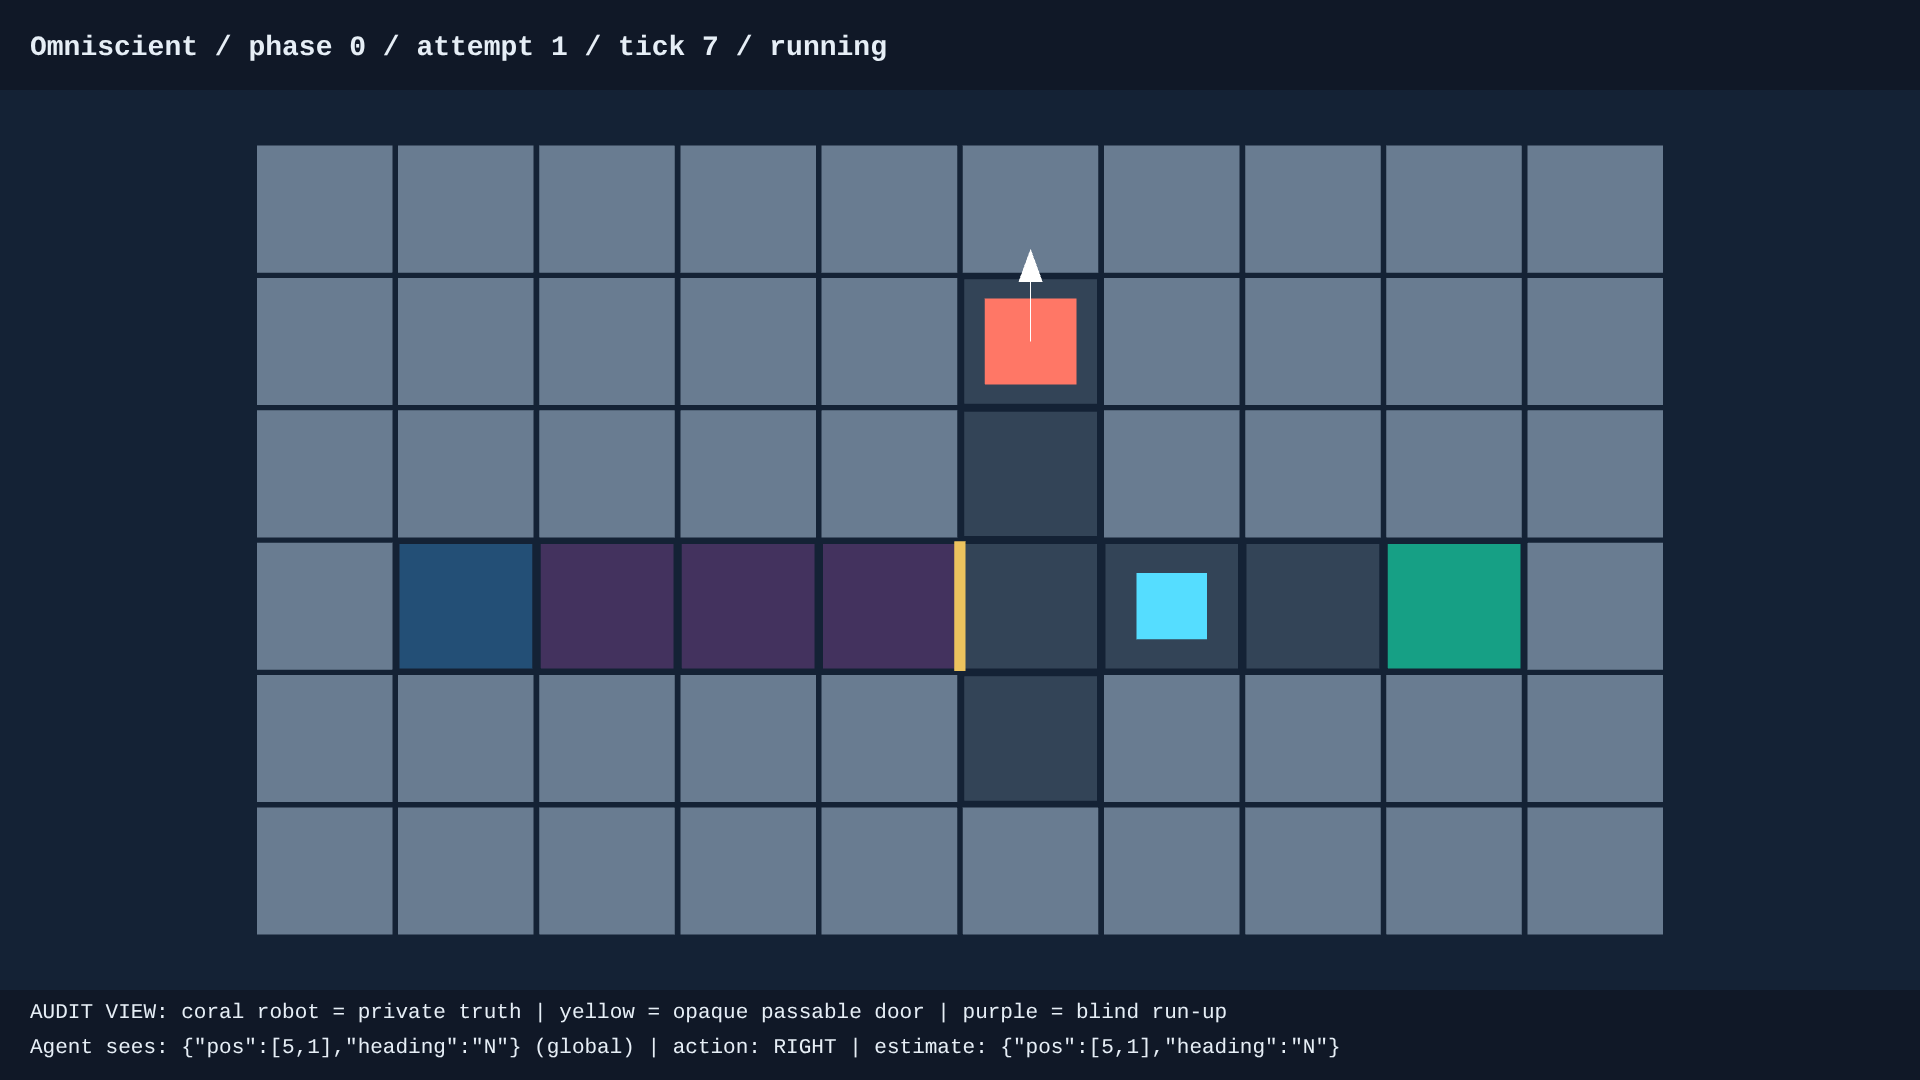 Omniscient / phase 0 / attempt 1 / tick 7 / running
AUDIT VIEW: coral robot = private truth | yellow = opaque passable door | purple = blind run-up
Agent sees: {"pos":[5,1],"heading":"N"} (global) | action: RIGHT | estimate: {"pos":[5,1],"heading":"N"}